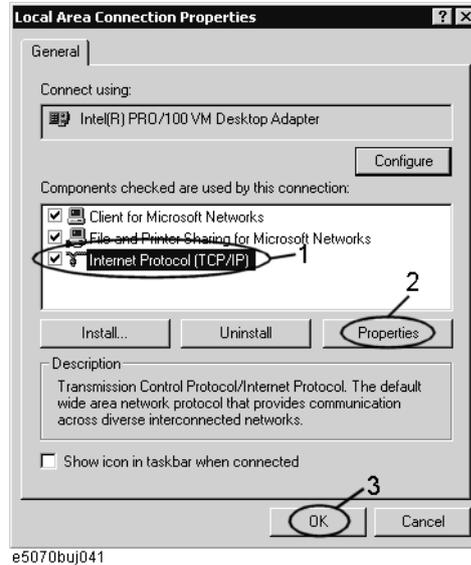 Local Area Connection Properties
General
Connect using:
Intel(R) PRO/100 VM Desktop Adapter
Configure
Components checked are used by this connection:
Client for Microsoft Networks
File and Printer Sharing for Microsoft Networks
Internet Protocol (TCP/IP)
1
2
Install...
Uninstall
Properties
Description
Transmission Control Protocol/Internet Protocol. The default
wide area network protocol that provides communication
across diverse interconnected networks.
Show icon in taskbar when connected
3
OK
Cancel
e5070buj041